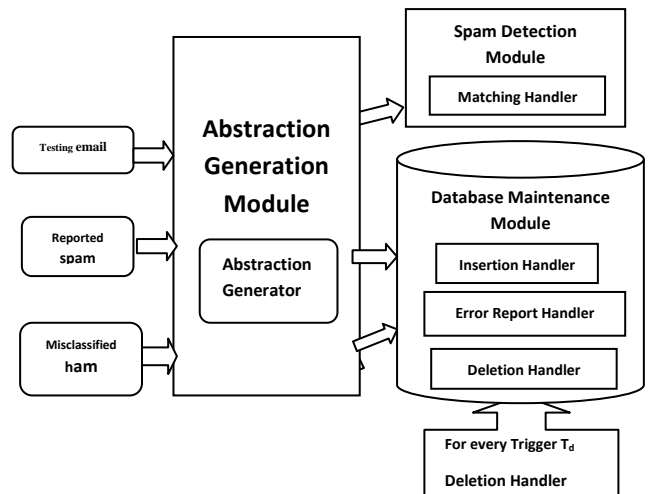 Testing email
Reported
spam
Misclassified
ham
Abstraction
Generation
Module
Abstraction
Generator
Spam Detection
Module
Matching Handler
Database Maintenance
Module
Insertion Handler
Error Report Handler
Deletion Handler
For every Trigger Td
Deletion Handler